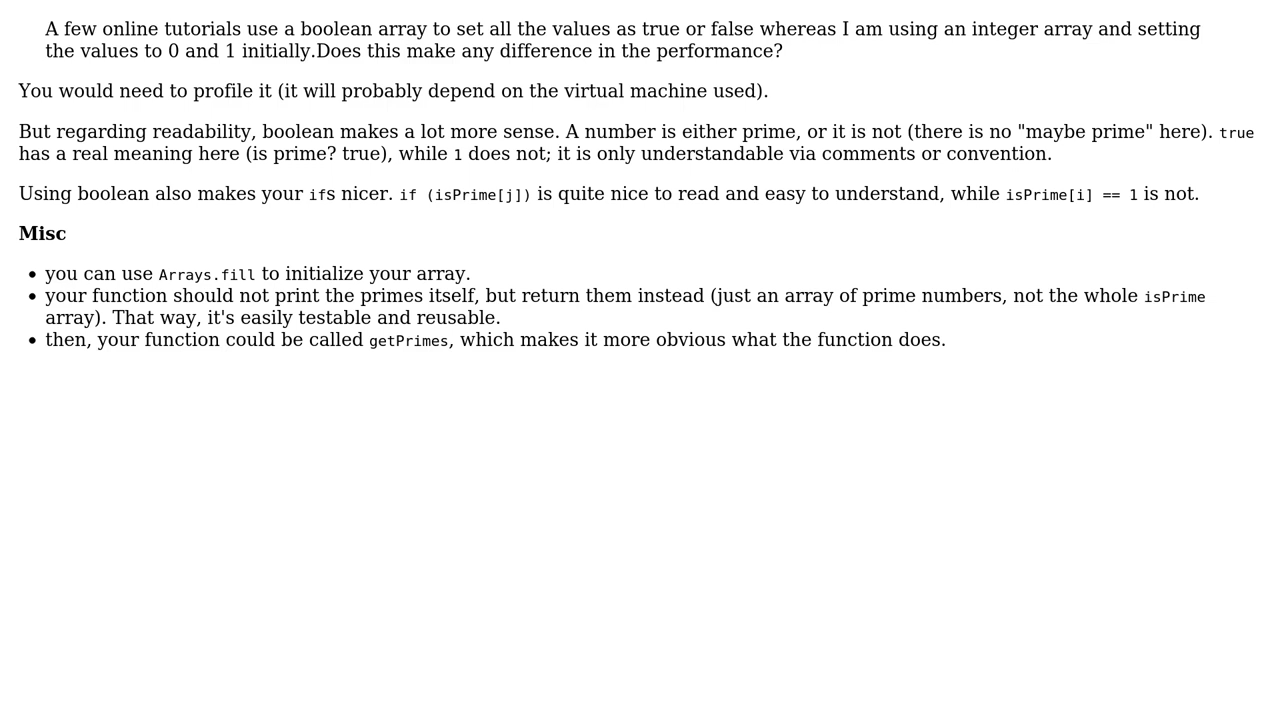 A few online tutorials use a boolean array to set all the values as true or false whereas I am using an integer array and setting
the values to 0 and 1 initially.Does this make any difference in the performance?
You would need to profile it (it will probably depend on the virtual machine used).
But regarding readability, boolean makes a lot more sense. A number is either prime, or it is not (there is no "maybe prime" here). true
has a real meaning here (is prime? true), while 1 does not; it is only understandable via comments or convention.
Using boolean also makes your ifs nicer. if (isPrime[j]) is quite nice to read and easy to understand, while isPrime[i] == 1 is not.
Misc
• you can use Arrays.fill to initialize your array.
• your function should not print the primes itself, but return them instead (just an array of prime numbers, not the whole isPrime
array). That way, it's easily testable and reusable.
• then, your function could be called getPrimes, which makes it more obvious what the function does.